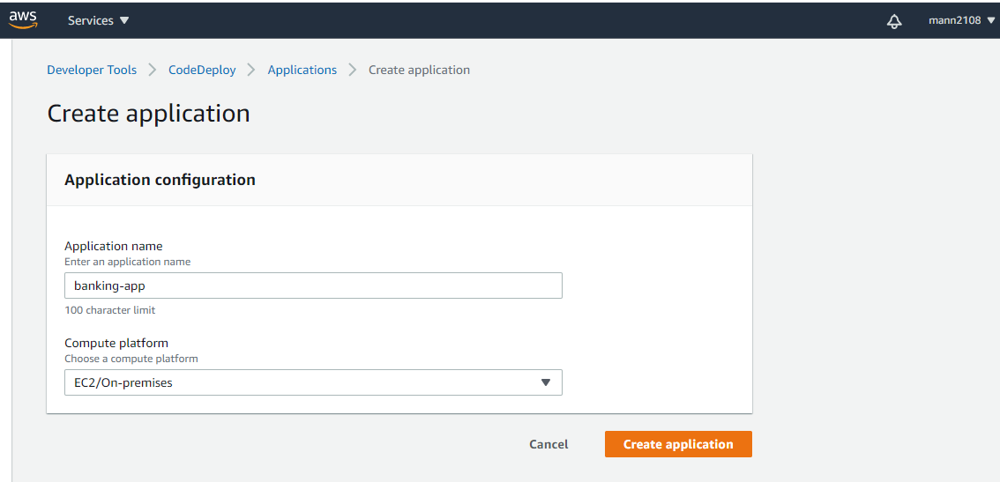 aws Services mann2108
Developer Tools CodeDeploy Applications Create application
Create application
Application configuration
Application name
Enter an application name
banking-app
100 character limit
Compute platform
Choose a compute platform
EC2/On-premises
Cancel Create application